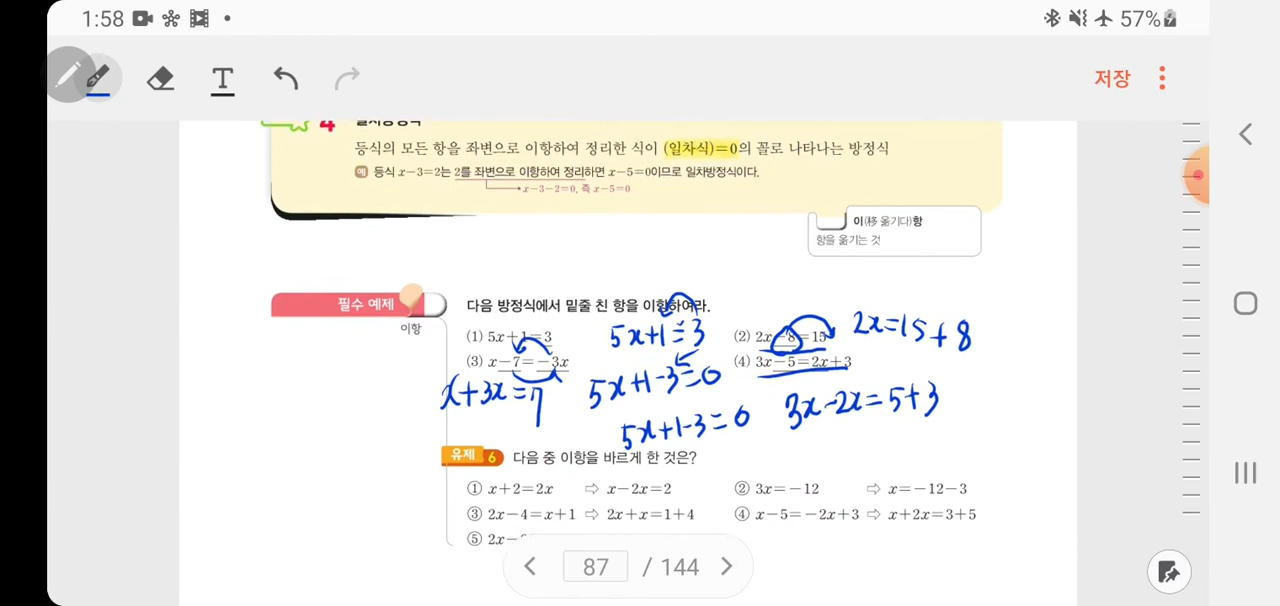 1:58
57%
T
저장
4 일차방정식
등식의 모든 항을 좌변으로 이항하여 정리한 식이 (일차식)=0의 꼴로 나타나는 방정식
예 등식 x-3=2는 2를 좌변으로 이항하여 정리하면 x-5=0이므로 일차방정식이다.
x-3-2=0, 즉 x-5=0
이(移 옮기다)항
항을 옮기는 것
필수 예제
이항
다음 방정식에서 밑줄 친 항을 이항하여라.
(1) 5x+1=3
(2) 2x-8=15
(3) x-7=-3x
(4) 3x-5=2x+3
5x+1=3
2x=15+8
x+3x=7
5x+1-3=0
5x+1-3=0
3x-2x=5+3
유제 6 다음 중 이항을 바르게 한 것은?
① x+2=2x ⇨ x-2x=2
② 3x=-12 ⇨ x=-12-3
③ 2x-4=x+1 ⇨ 2x+x=1+4
④ x-5=-2x+3 ⇨ x+2x=3+5
⑤ 2x-
87 / 144